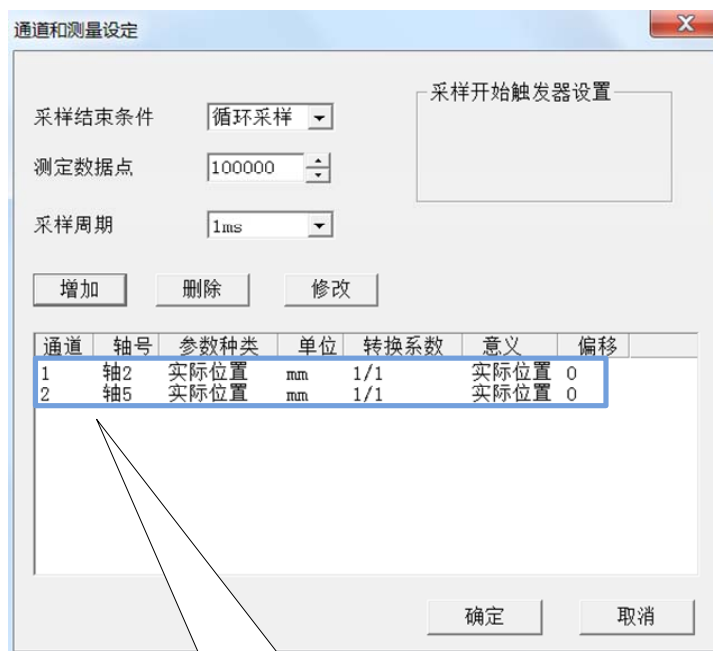 通道和测量设定
采样结束条件 循环采样
采样开始触发器设置
测定数据点 100000
采样周期 1ms
增加 删除 修改
通道 轴号 参数种类 单位 转换系数 意义 偏移
1 轴2 实际位置 mm 1/1 实际位置 0
2 轴5 实际位置 mm 1/1 实际位置 0
确定 取消